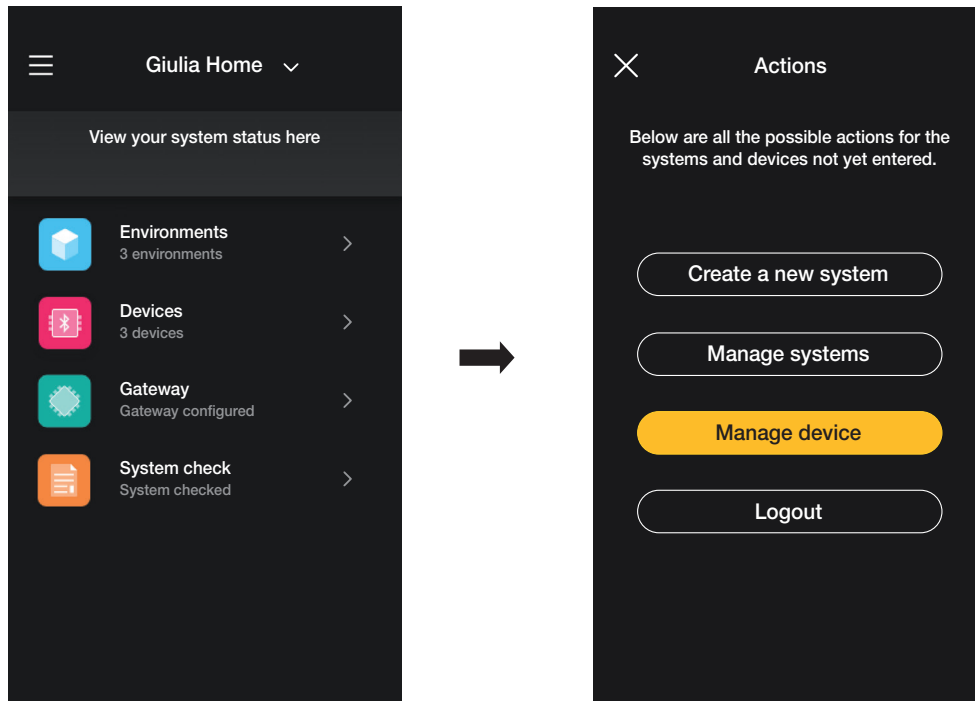 Giulia Home
View your system status here
Environments
3 environments
Devices
3 devices
Gateway
Gateway configured
System check
System checked
Actions
Below are all the possible actions for the
systems and devices not yet entered.
Create a new system
Manage systems
Manage device
Logout